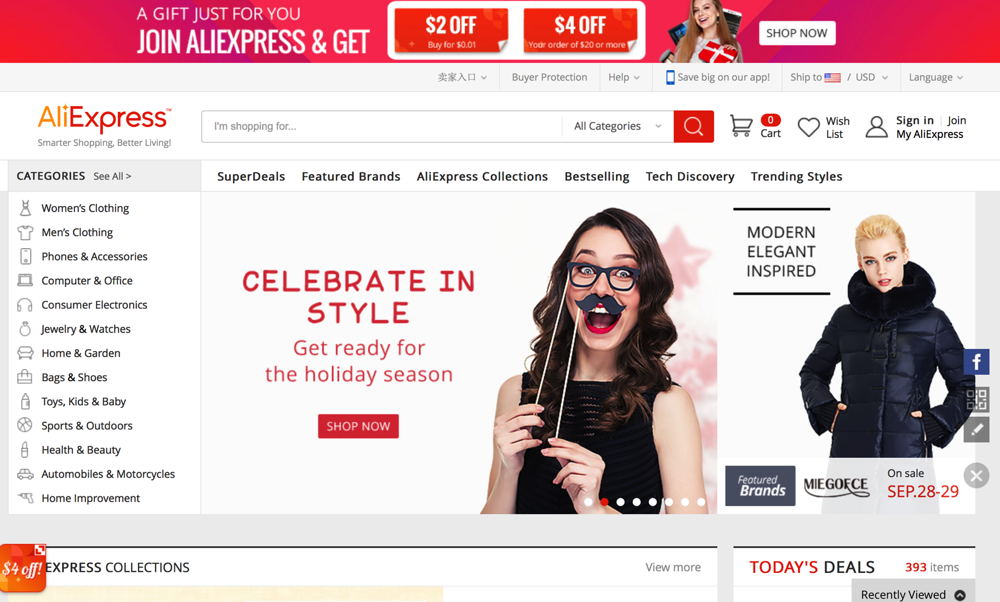 A GIFT JUST FOR YOU
JOIN ALIEXPRESS & GET
$2 OFF
Buy for $0.01
$4 OFF
Your order of $20 or more
SHOP NOW
卖家入口
Buyer Protection
Help
Save big on our app!
Ship to / USD
Language
AliExpress™
Smarter Shopping, Better Living!
I'm shopping for...
All Categories
0
Cart
Wish
List
Sign in | Join
My AliExpress
CATEGORIES See All >
SuperDeals
Featured Brands
AliExpress Collections
Bestselling
Tech Discovery
Trending Styles
Women’s Clothing
Men’s Clothing
Phones & Accessories
Computer & Office
Consumer Electronics
Jewelry & Watches
Home & Garden
Bags & Shoes
Toys, Kids & Baby
Sports & Outdoors
Health & Beauty
Automobiles & Motorcycles
Home Improvement
CELEBRATE IN
STYLE
Get ready for
the holiday season
SHOP NOW
MODERN
ELEGANT
INSPIRED
f
Featured
Brands
MIEGOFCE
On sale
SEP.28-29
$4 off!
EXPRESS COLLECTIONS
View more
TODAY'S DEALS
393 items
Recently Viewed